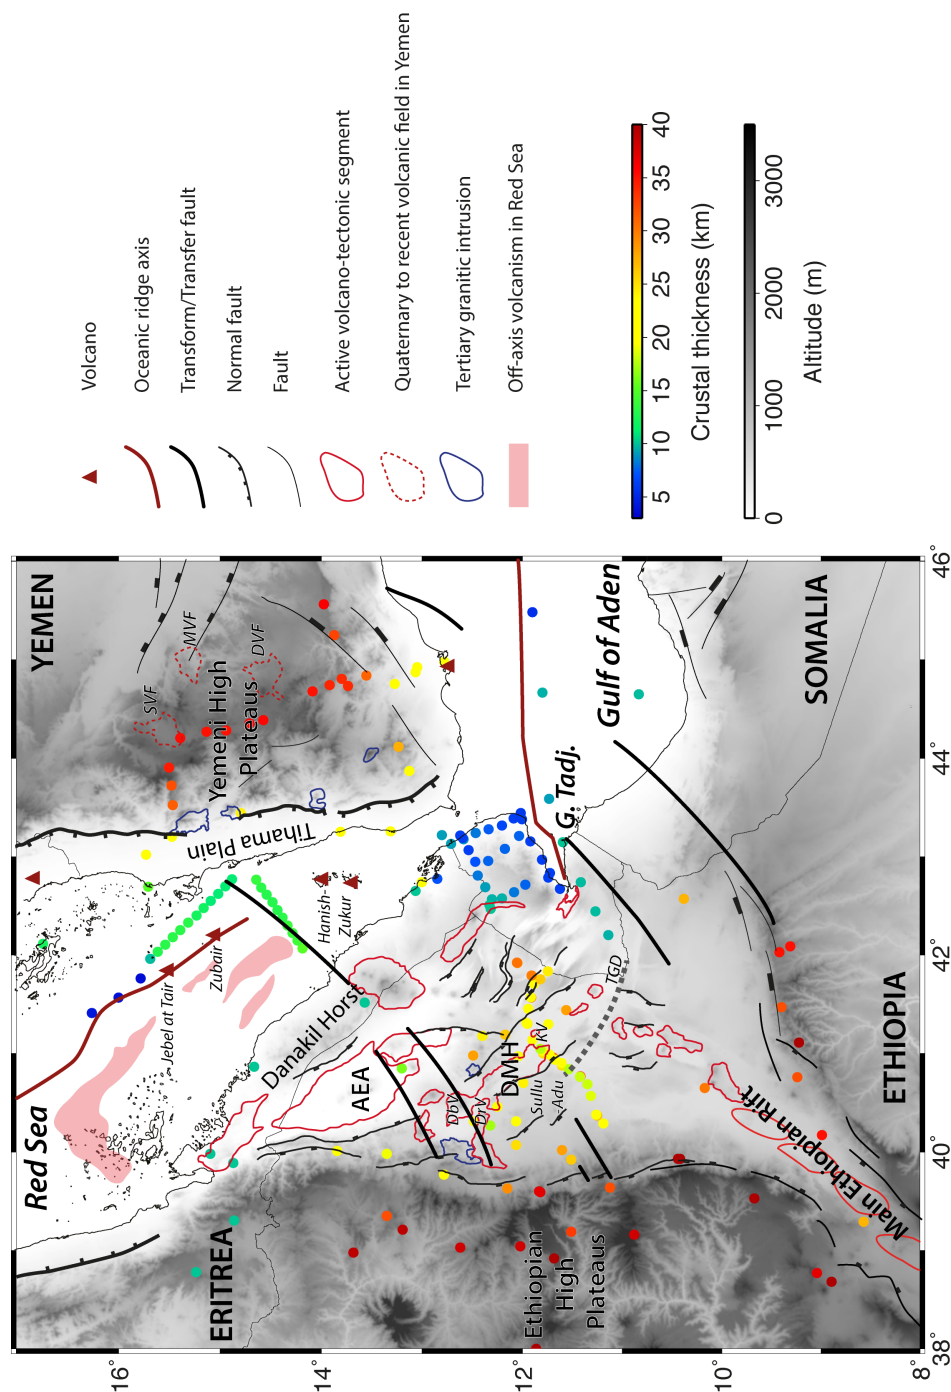 Volcano
Oceanic ridge axis
Transform/Transfer fault
Normal fault
Fault
Active volcano-tectonic segment
Quaternary to recent volcanic field in Yemen
Tertiary granitic intrusion
Off-axis volcanism in Red Sea
5 10 15 20 25 30 35 40
Crustal thickness (km)
0 1000 2000 3000
Altitude (m)
Red Sea
YEMEN
SVF
MVF
DVF
Yemeni High
Plateaus
Tihama Plain
Jebel at Tair
Zubair
Hanish-
Zukur
Danakil Horst
ERITREA
AEA
DbV
DrV
DMH
KV
Sullu
Adu
TGD
G. Tadj.
Gulf of Aden
Ethiopian
High
Plateaus
Main Ethiopian Rift
ETHIOPIA
SOMALIA
16
14°
12
10
8
38°
40
42
44
46°